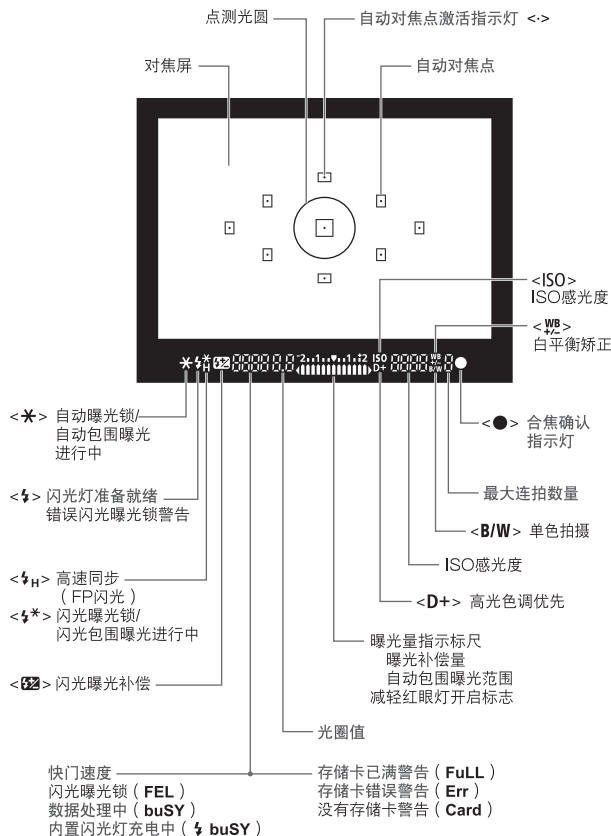 点测光圆
自动对焦点激活指示灯 <·>
对焦屏
自动对焦点
<ISO>
ISO感光度
<WB +/->
白平衡矫正
-2..1..▼..1.:2 ISO D+ WB +/- B/W
<✱> 自动曝光锁/
自动包围曝光
进行中
<●> 合焦确认
指示灯
<⚡> 闪光灯准备就绪
错误闪光曝光锁警告
最大连拍数量
<B/W> 单色拍摄
ISO感光度
<⚡H> 高速同步
（FP闪光）
<D+> 高光色调优先
<⚡*> 闪光曝光锁/
闪光包围曝光进行中
曝光量指示标尺
曝光补偿量
自动包围曝光范围
减轻红眼灯开启标志
<⚡±> 闪光曝光补偿
光圈值
快门速度
闪光曝光锁（FEL）
数据处理中（buSY）
内置闪光灯充电中（⚡ buSY）
存储卡已满警告（FuLL）
存储卡错误警告（Err）
没有存储卡警告（Card）